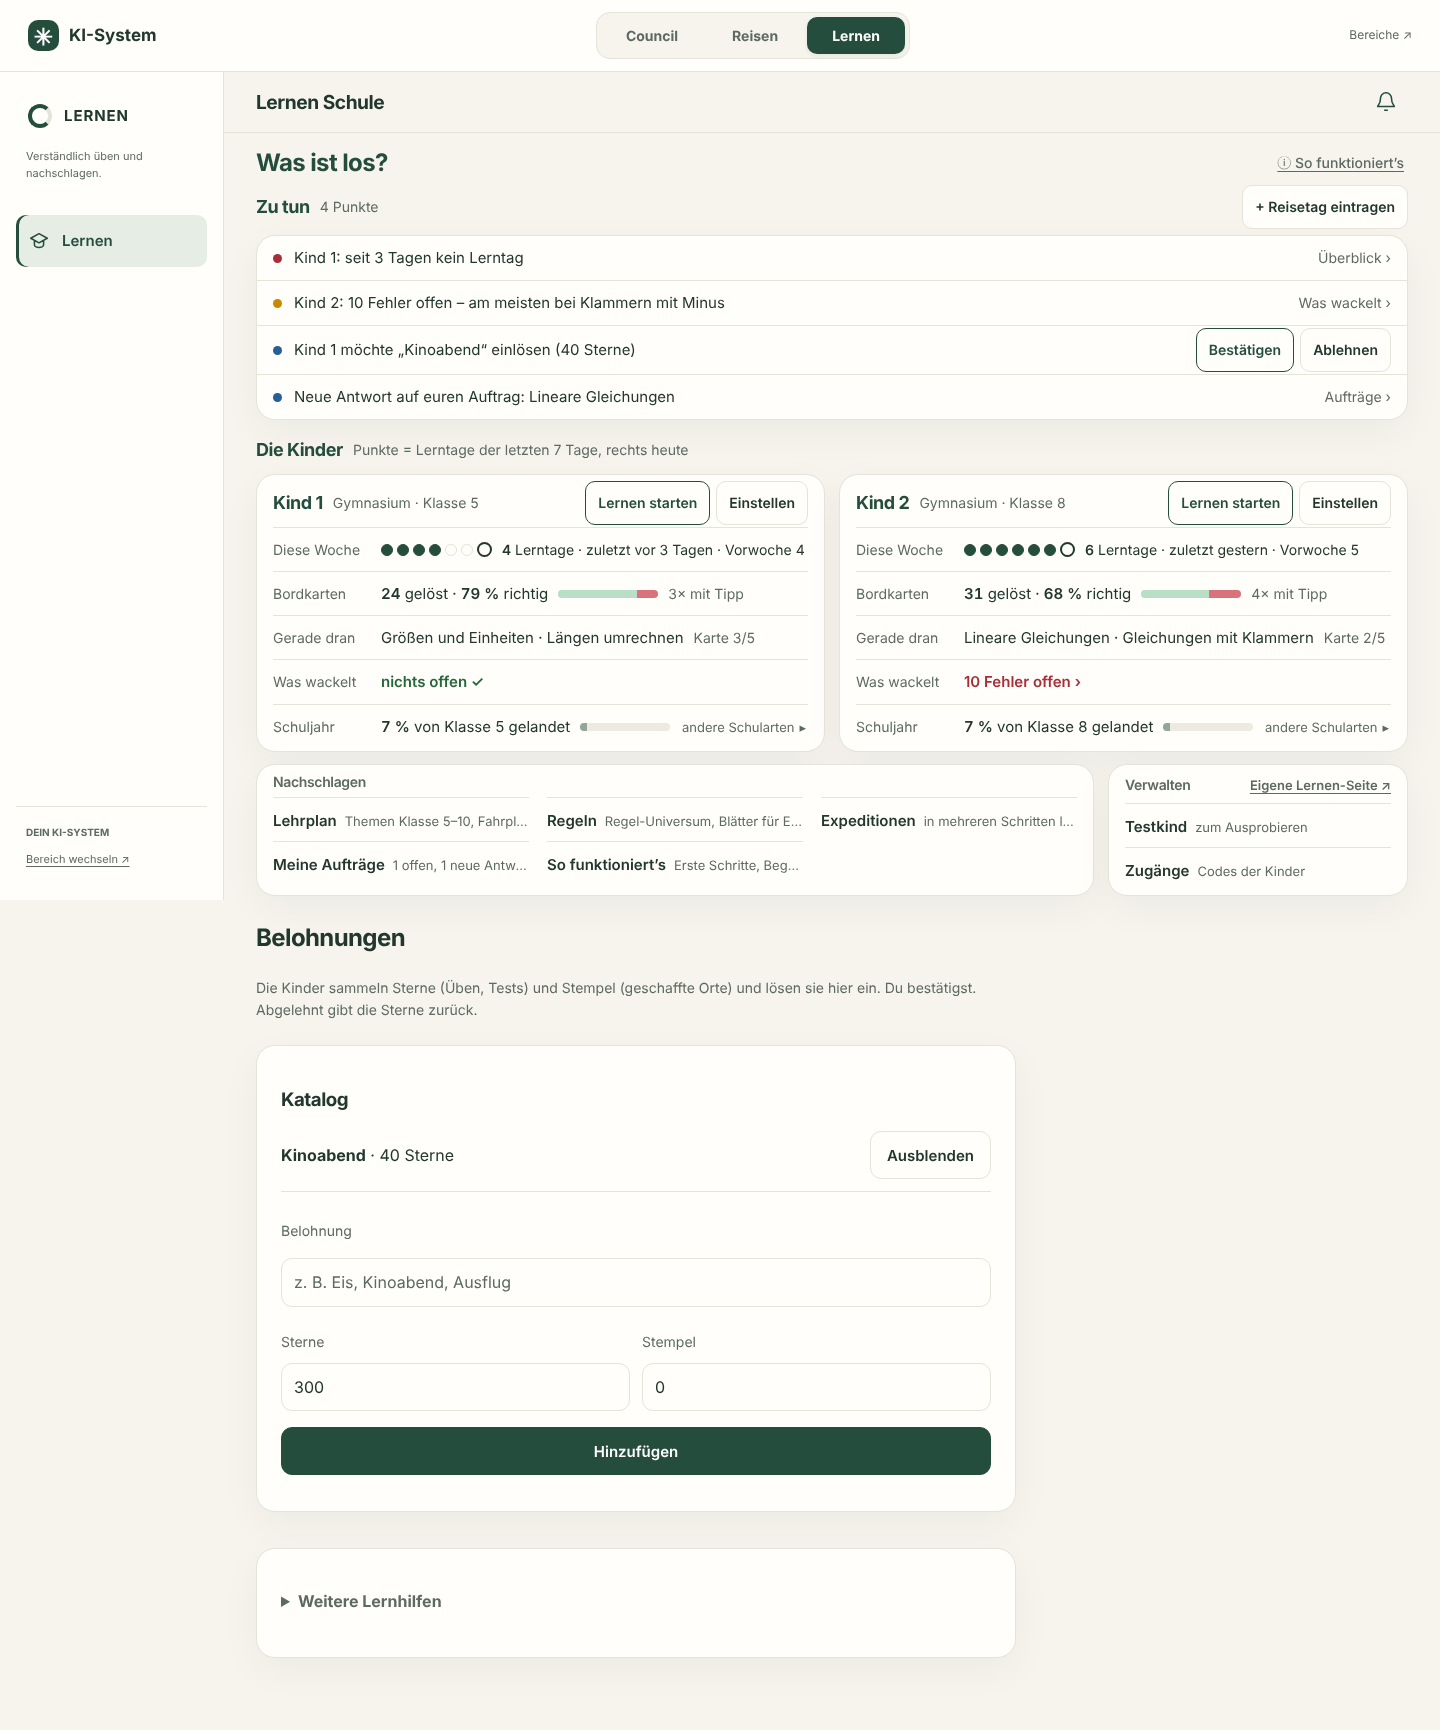 KI-System
Council
Reisen
Lernen
Bereiche ↗
LERNEN
Verständlich üben und
nachschlagen.
Lernen
DEIN KI-SYSTEM
Bereich wechseln ↗
Lernen Schule
Was ist los?
ⓘ So funktioniert’s
Zu tun 4 Punkte
+ Reisetag eintragen
Kind 1: seit 3 Tagen kein Lerntag
Überblick ›
Kind 2: 10 Fehler offen – am meisten bei Klammern mit Minus
Was wackelt ›
Kind 1 möchte „Kinoabend“ einlösen (40 Sterne)
Bestätigen
Ablehnen
Neue Antwort auf euren Auftrag: Lineare Gleichungen
Aufträge ›
Die Kinder Punkte = Lerntage der letzten 7 Tage, rechts heute
Kind 1 Gymnasium · Klasse 5
Lernen starten
Einstellen
Diese Woche 4 Lerntage · zuletzt vor 3 Tagen · Vorwoche 4
Bordkarten 24 gelöst · 79 % richtig 3× mit Tipp
Gerade dran Größen und Einheiten · Längen umrechnen Karte 3/5
Was wackelt nichts offen ✓
Schuljahr 7 % von Klasse 5 gelandet andere Schularten ▸
Kind 2 Gymnasium · Klasse 8
Lernen starten
Einstellen
Diese Woche 6 Lerntage · zuletzt gestern · Vorwoche 5
Bordkarten 31 gelöst · 68 % richtig 4× mit Tipp
Gerade dran Lineare Gleichungen · Gleichungen mit Klammern Karte 2/5
Was wackelt 10 Fehler offen ›
Schuljahr 7 % von Klasse 8 gelandet andere Schularten ▸
Nachschlagen
Lehrplan Themen Klasse 5–10, Fahrpl...
Regeln Regel-Universum, Blätter für E...
Expeditionen in mehreren Schritten l...
Meine Aufträge 1 offen, 1 neue Antw...
So funktioniert’s Erste Schritte, Beg...
Verwalten
Eigene Lernen-Seite ↗
Testkind zum Ausprobieren
Zugänge Codes der Kinder
Belohnungen
Die Kinder sammeln Sterne (Üben, Tests) und Stempel (geschaffte Orte) und lösen sie hier ein. Du bestätigst.
Abgelehnt gibt die Sterne zurück.
Katalog
Kinoabend · 40 Sterne
Ausblenden
Belohnung
z. B. Eis, Kinoabend, Ausflug
Sterne
Stempel
300
0
Hinzufügen
▶ Weitere Lernhilfen